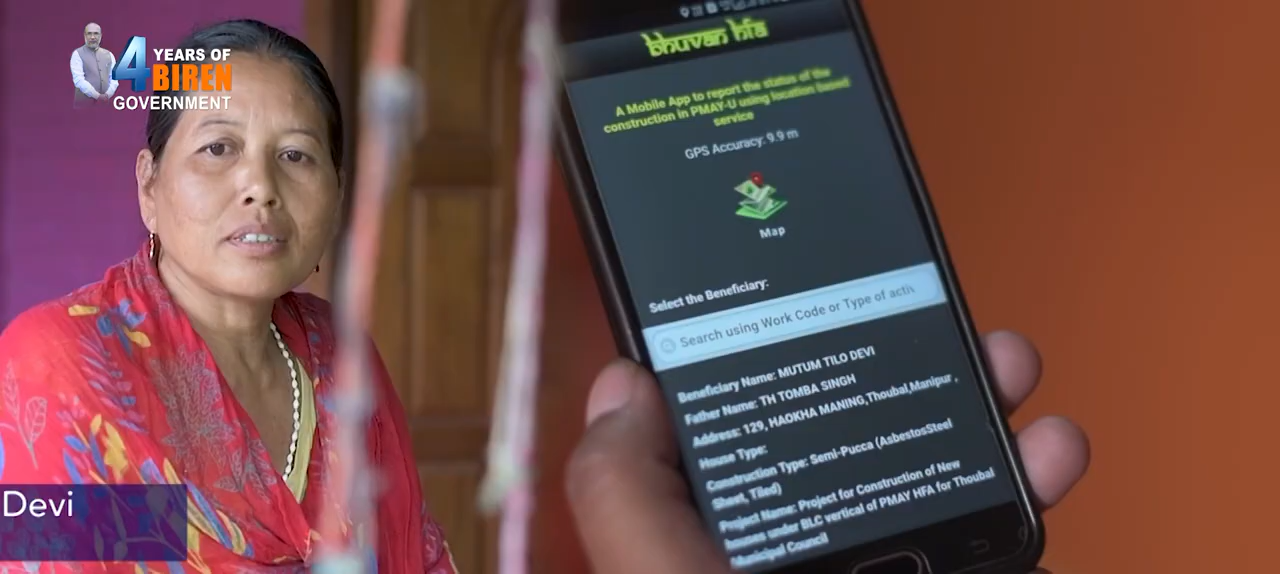 4 YEARS OF
BIREN
GOVERNMENT
Devi
bhuvan hfa
A Mobile App to report the status of the
construction in PMAY-U using location based
service
GPS Accuracy: 9.9 m
Map
Select the Beneficiary:
Search using Work Code or Type of activ
Beneficiary Name: MUTUM TILO DEVI
Father Name: TH TOMBA SINGH
Address: 129, HAOKHA MANING,Thoubal,Manipur ,
House Type:
Construction Type: Semi-Pucca (AsbestosSteel
Sheet, Tiled)
Project Name: Project for Construction of New
houses under BLC vertical of PMAY HFA for Thoubal
Municipal Council